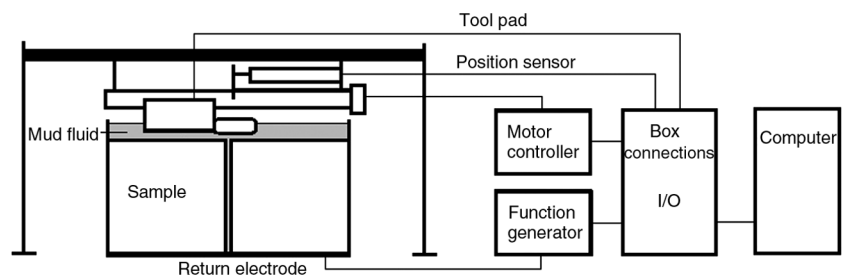 Tool pad
Position sensor
Mud fluid
Motor
controller
Box
connections
I/O
Computer
Sample
Function
generator
Return electrode